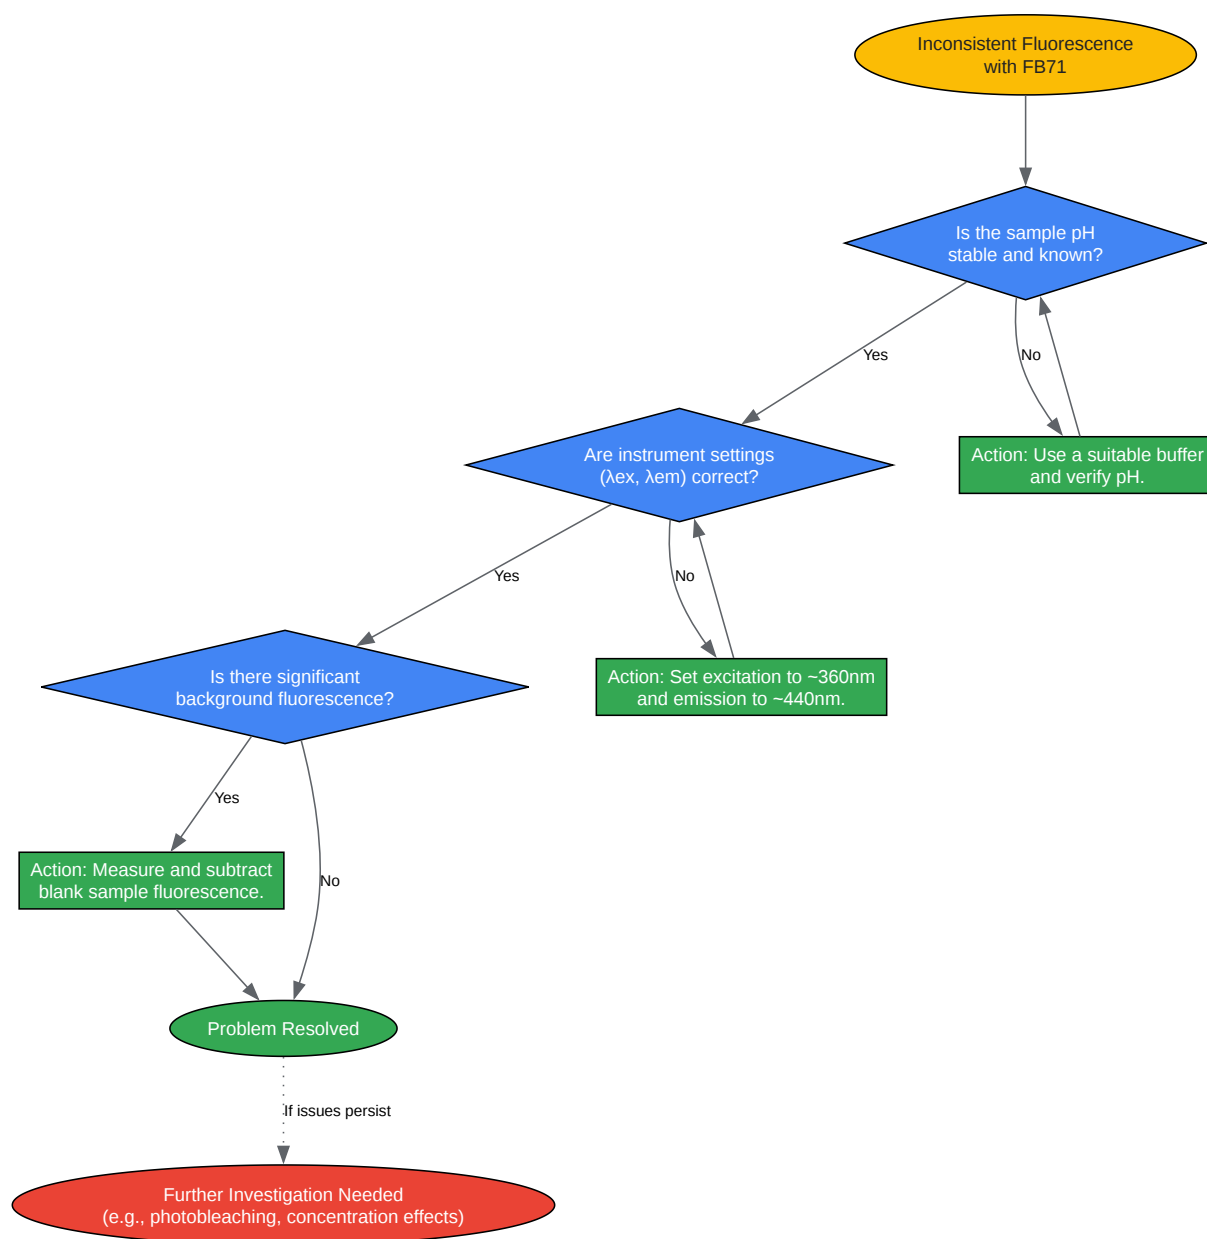 Inconsistent Fluorescence
with FB71
Is the sample pH
stable and known?
Yes
No
Action: Use a suitable buffer
and verify pH.
Are instrument settings
(λex, λem) correct?
Yes
No
Action: Set excitation to ~360nm
and emission to ~440nm.
Is there significant
background fluorescence?
Yes
No
Action: Measure and subtract
blank sample fluorescence.
Problem Resolved
If issues persist
Further Investigation Needed
(e.g., photobleaching, concentration effects)